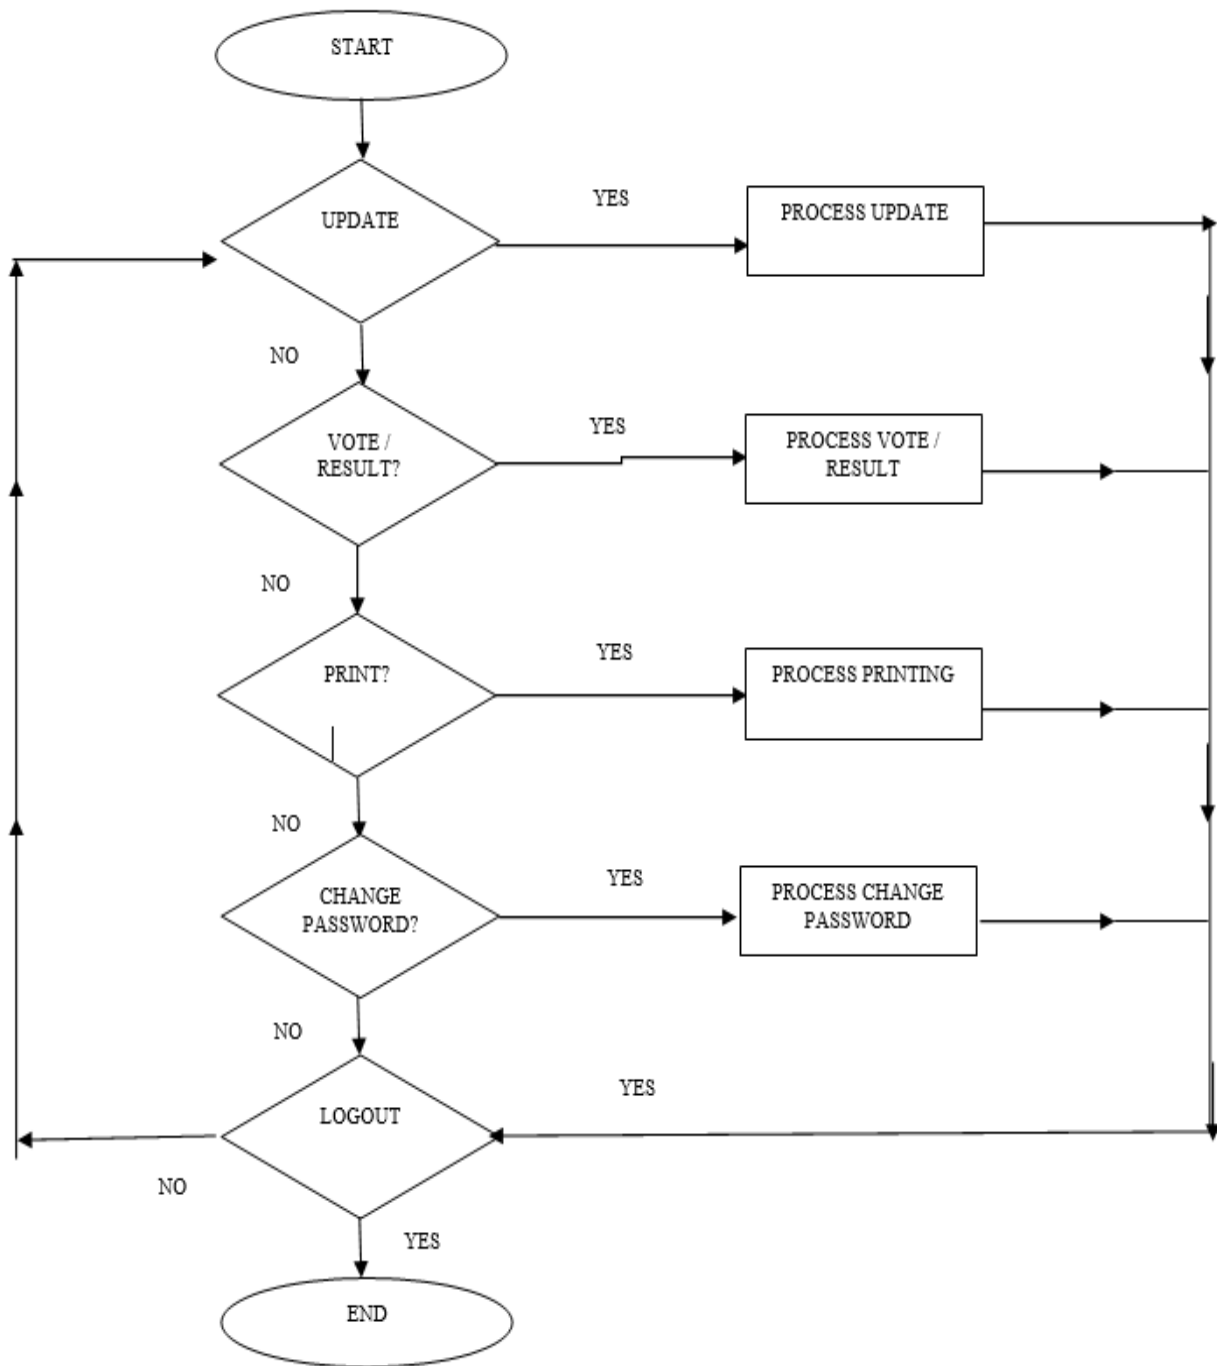 START
UPDATE
YES
PROCESS UPDATE
NO
VOTE /
RESULT?
YES
PROCESS VOTE /
RESULT
NO
PRINT?
YES
PROCESS PRINTING
NO
CHANGE
PASSWORD?
YES
PROCESS CHANGE
PASSWORD
NO
LOGOUT
YES
NO
YES
END